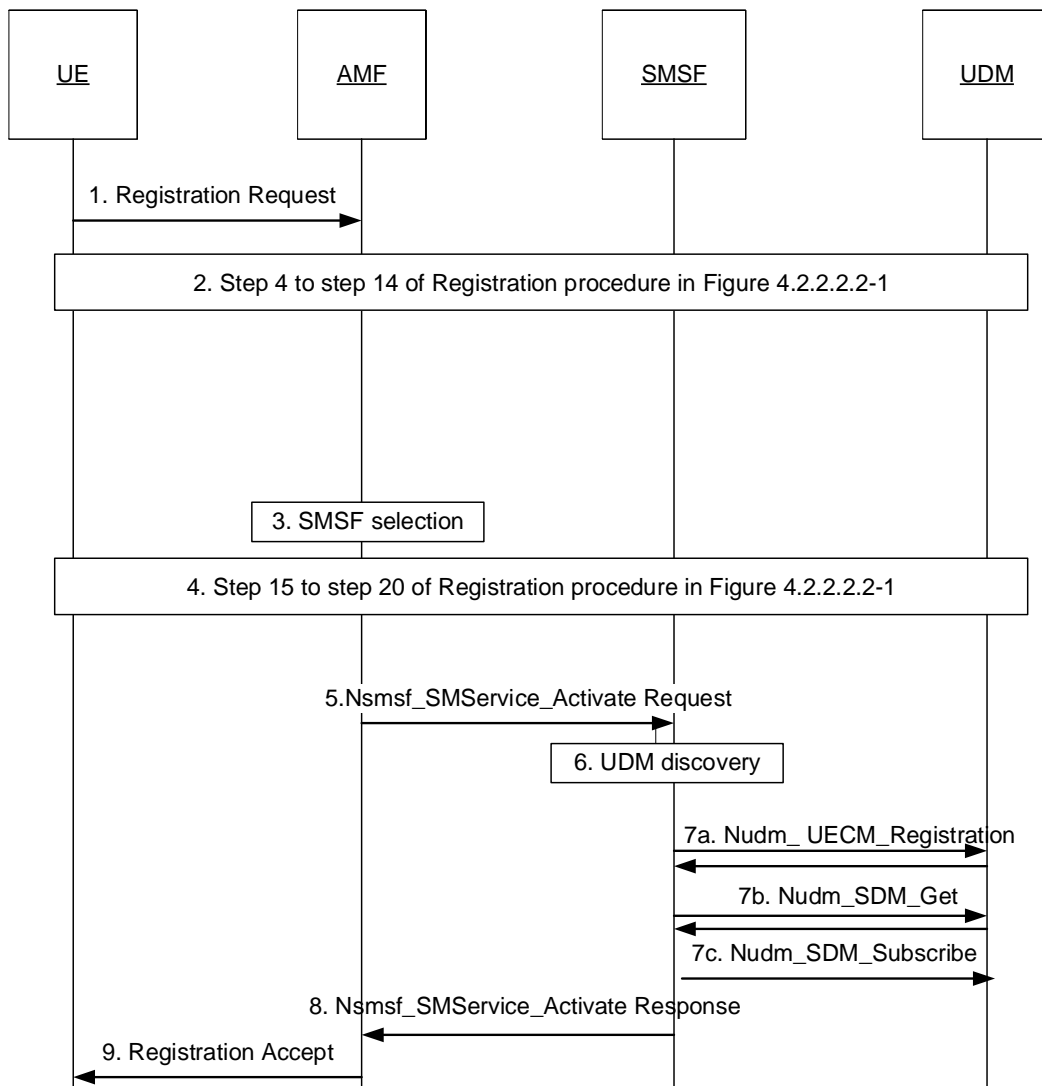 UE
AMF
SMSF
UDM
1. Registration Request
2. Step 4 to step 14 of Registration procedure in Figure 4.2.2.2.2-1
3. SMSF selection
4. Step 15 to step 20 of Registration procedure in Figure 4.2.2.2.2-1
5.Nsmsf_SMService_Activate Request
6. UDM discovery
7a. Nudm_ UECM_Registration
7b. Nudm_SDM_Get
7c. Nudm_SDM_Subscribe
8. Nsmsf_SMService_Activate Response
9. Registration Accept